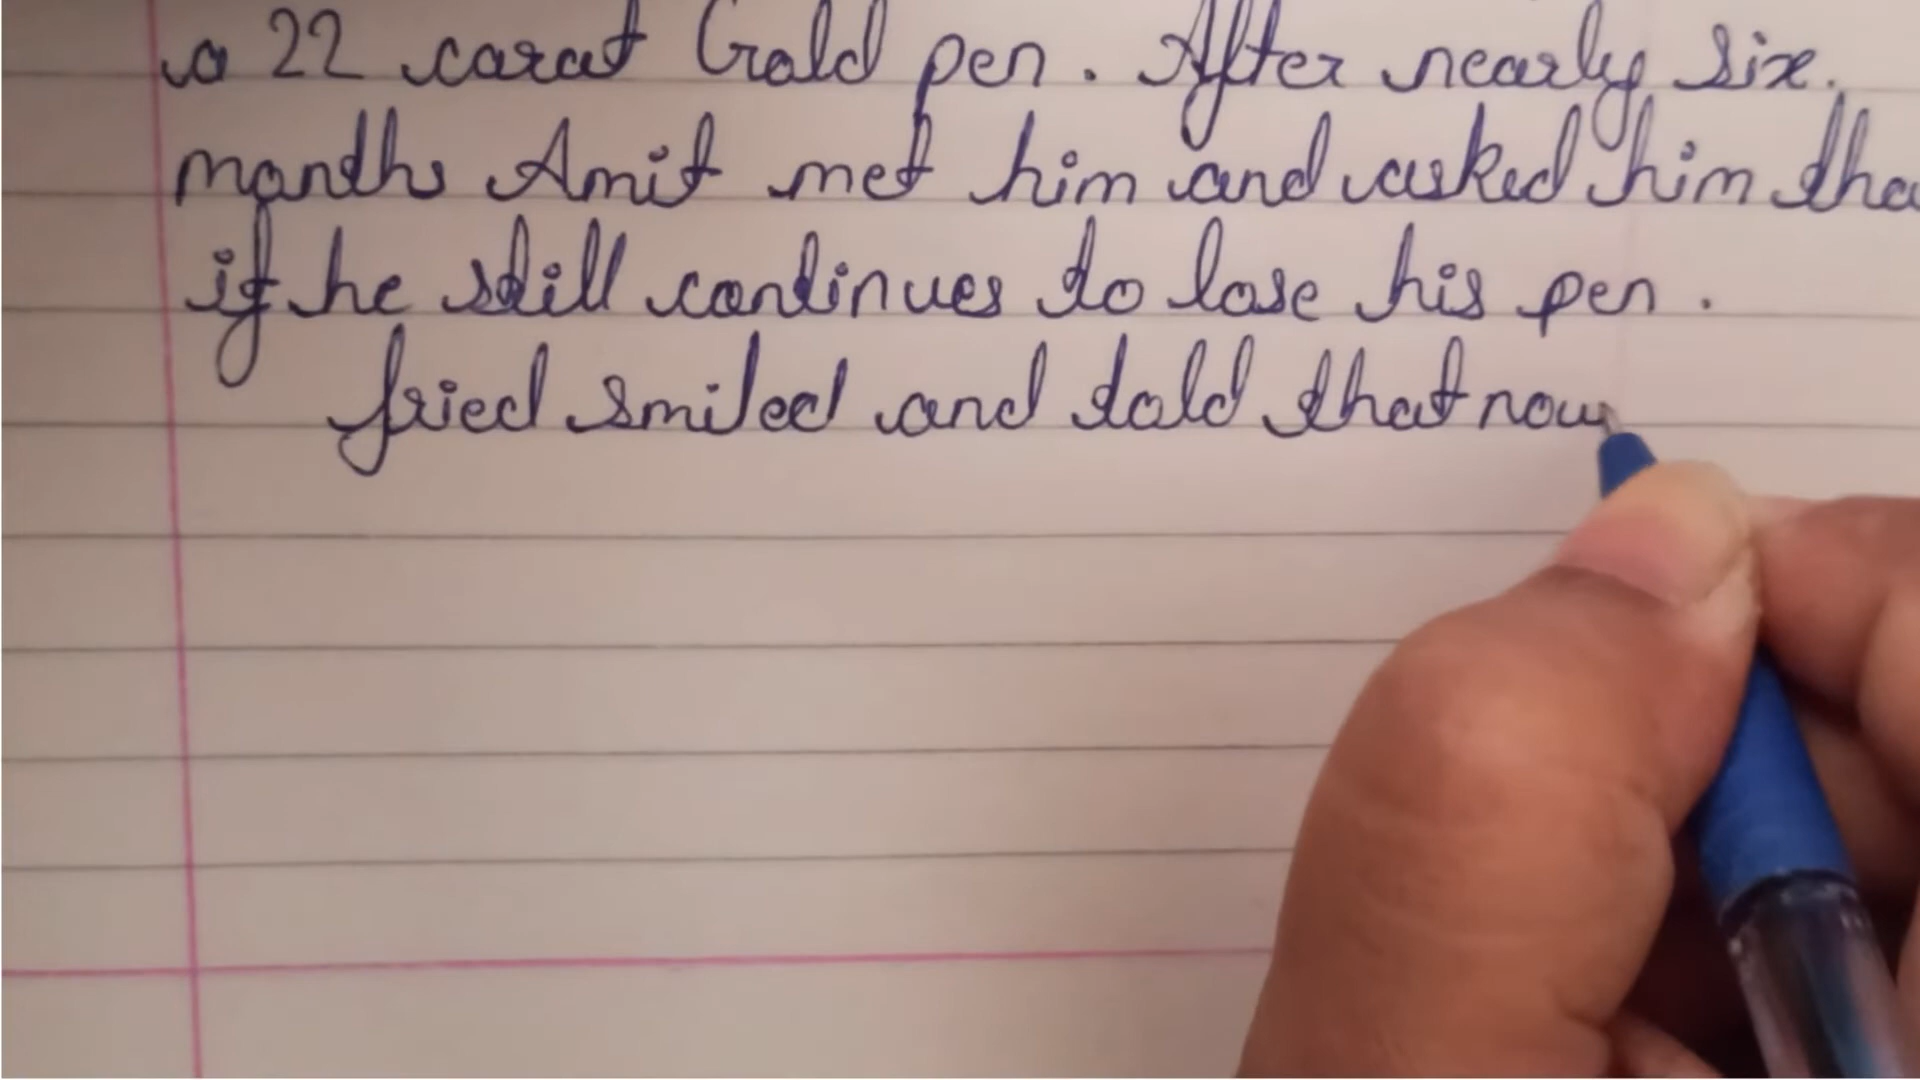 a 22 carat Gold pen. After nearly six.
months Amit met him and asked him tha
if he still continues to lose his pen.
fried smiled and told that now